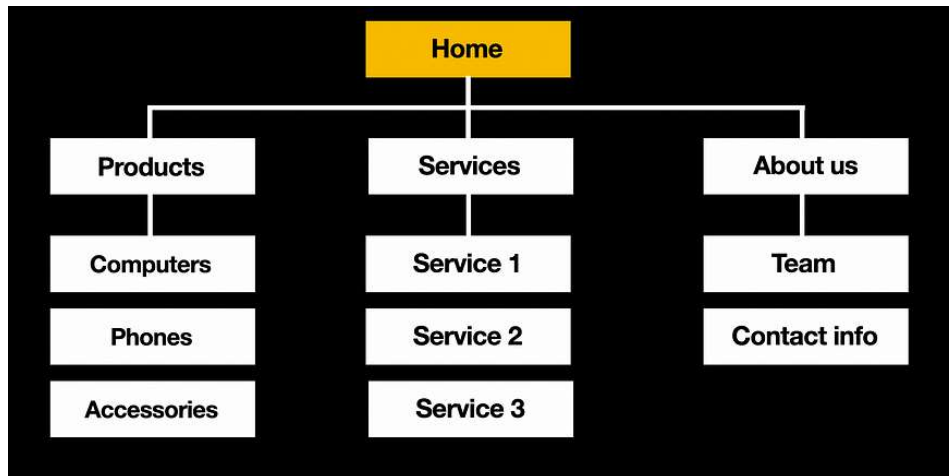 Home
Products
Services
About us
Computers
Service 1
Team
Phones
Service 2
Contact info
Accessories
Service 3